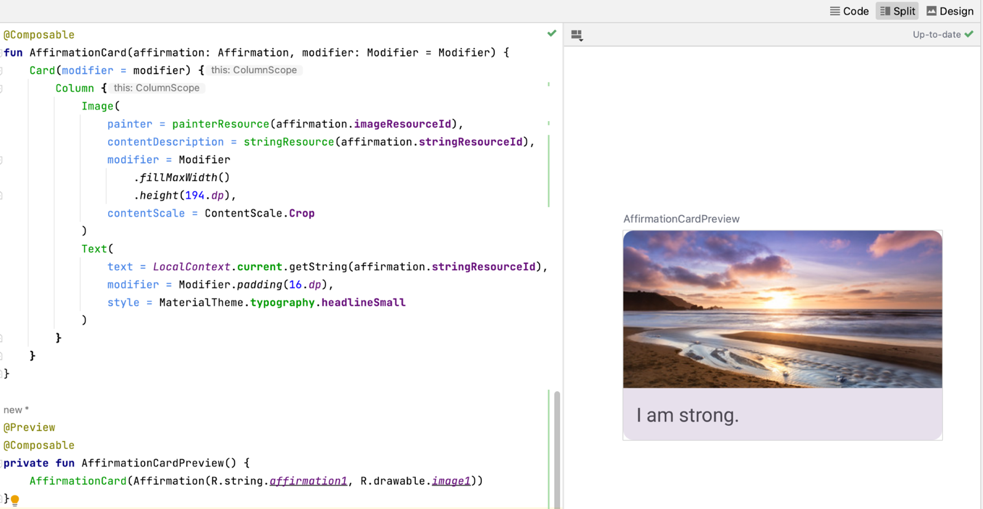 Code Split Design
@Composable
Up-to-date
fun AffirmationCard(affirmation: Affirmation, modifier: Modifier = Modifier) {
Card(modifier = modifier) { this: ColumnScope
Column { this: ColumnScope
Image(
painter = painterResource(affirmation.imageResourceId),
contentDescription = stringResource(affirmation.stringResourceId),
modifier = Modifier
.fillMaxWidth()
.height(194.dp),
contentScale = ContentScale.Crop
)
Text(
text = LocalContext.current.getString(affirmation.stringResourceId),
modifier = Modifier.padding(16.dp),
style = MaterialTheme.typography.headlineSmall
)
}
}
}
new *
@Preview
@Composable
private fun AffirmationCardPreview() {
AffirmationCard(Affirmation(R.string.affirmation1, R.drawable.image1))
}
AffirmationCardPreview
I am strong.